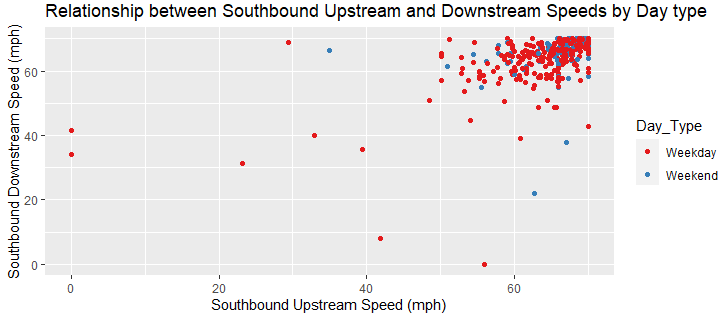 Relationship between Southbound Upstream and Downstream Speeds by Day type
Southbound Downstream Speed (mph)
60
40
20
0
0 20 40 60
Southbound Upstream Speed (mph)
Day_Type
Weekday
Weekend